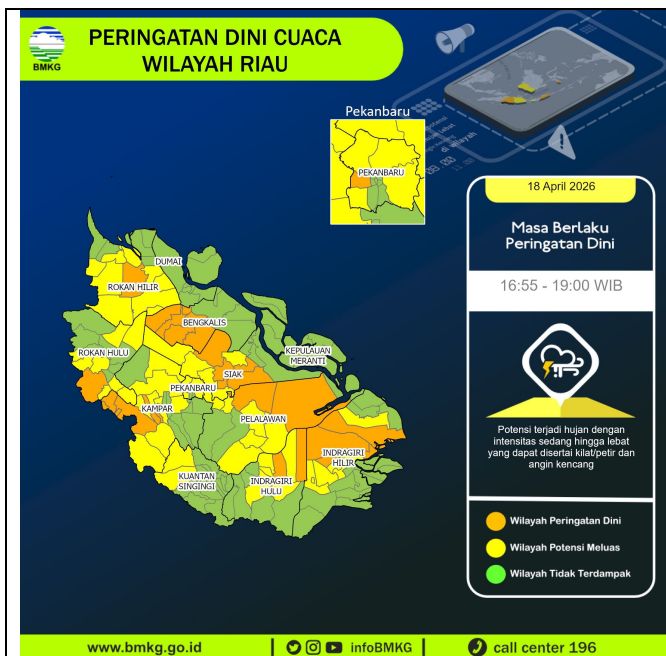 BMKG
PERINGATAN DINI CUACA
WILAYAH RIAU
Pekanbaru
PEKANBARU
18 April 2026
Masa Berlaku
Peringatan Dini
16:55 - 19:00 WIB
DUMAI
ROKAN HILIR
BENGKALIS
ROKAN HULU
KEPULAUAN
MERANTI
SIAK
PEKANBARU
KAMPAR
PELALAWAN
INDRAGIRI
HILIR
KUANTAN
SINGINGI
INDRAGIRI
HULU
Potensi terjadi hujan dengan
intensitas sedang hingga lebat
yang dapat disertai kilat/petir dan
angin kencang
Wilayah Peringatan Dini
Wilayah Potensi Meluas
Wilayah Tidak Terdampak
www.bmkg.go.id
infoBMKG
call center 196